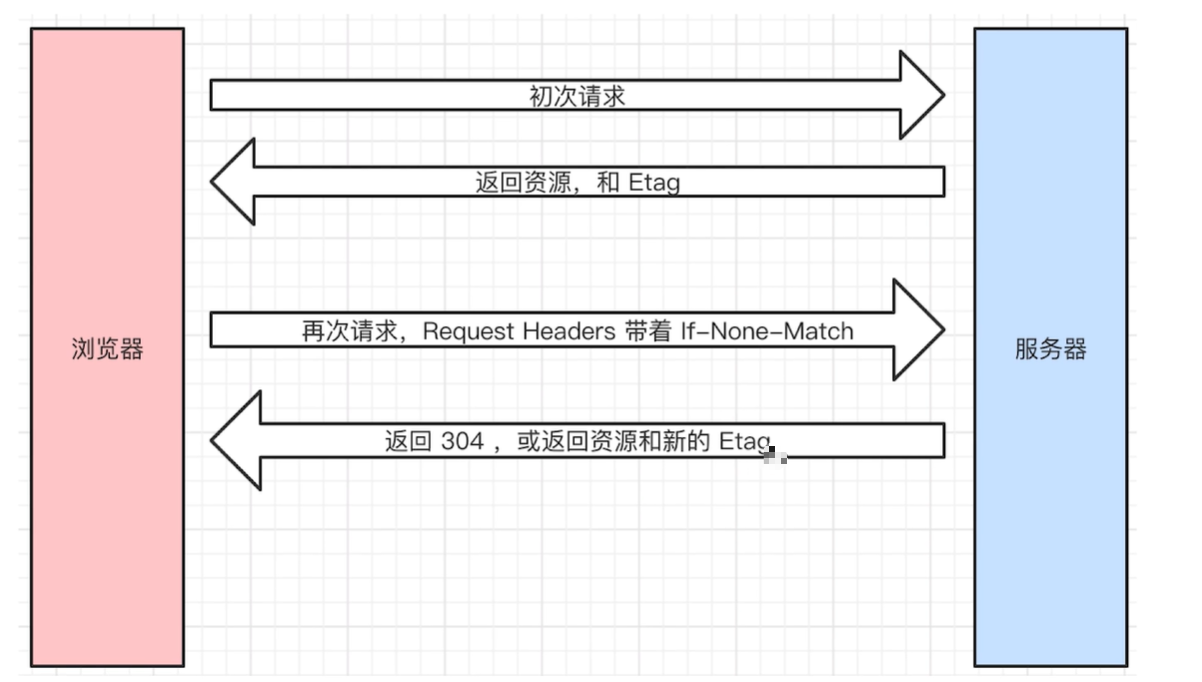 初次请求
返回资源，和 Etag
浏览器
再次请求，Request Headers 带着 If-None-Match
服务器
返回 304 ，或返回资源和新的 Etag